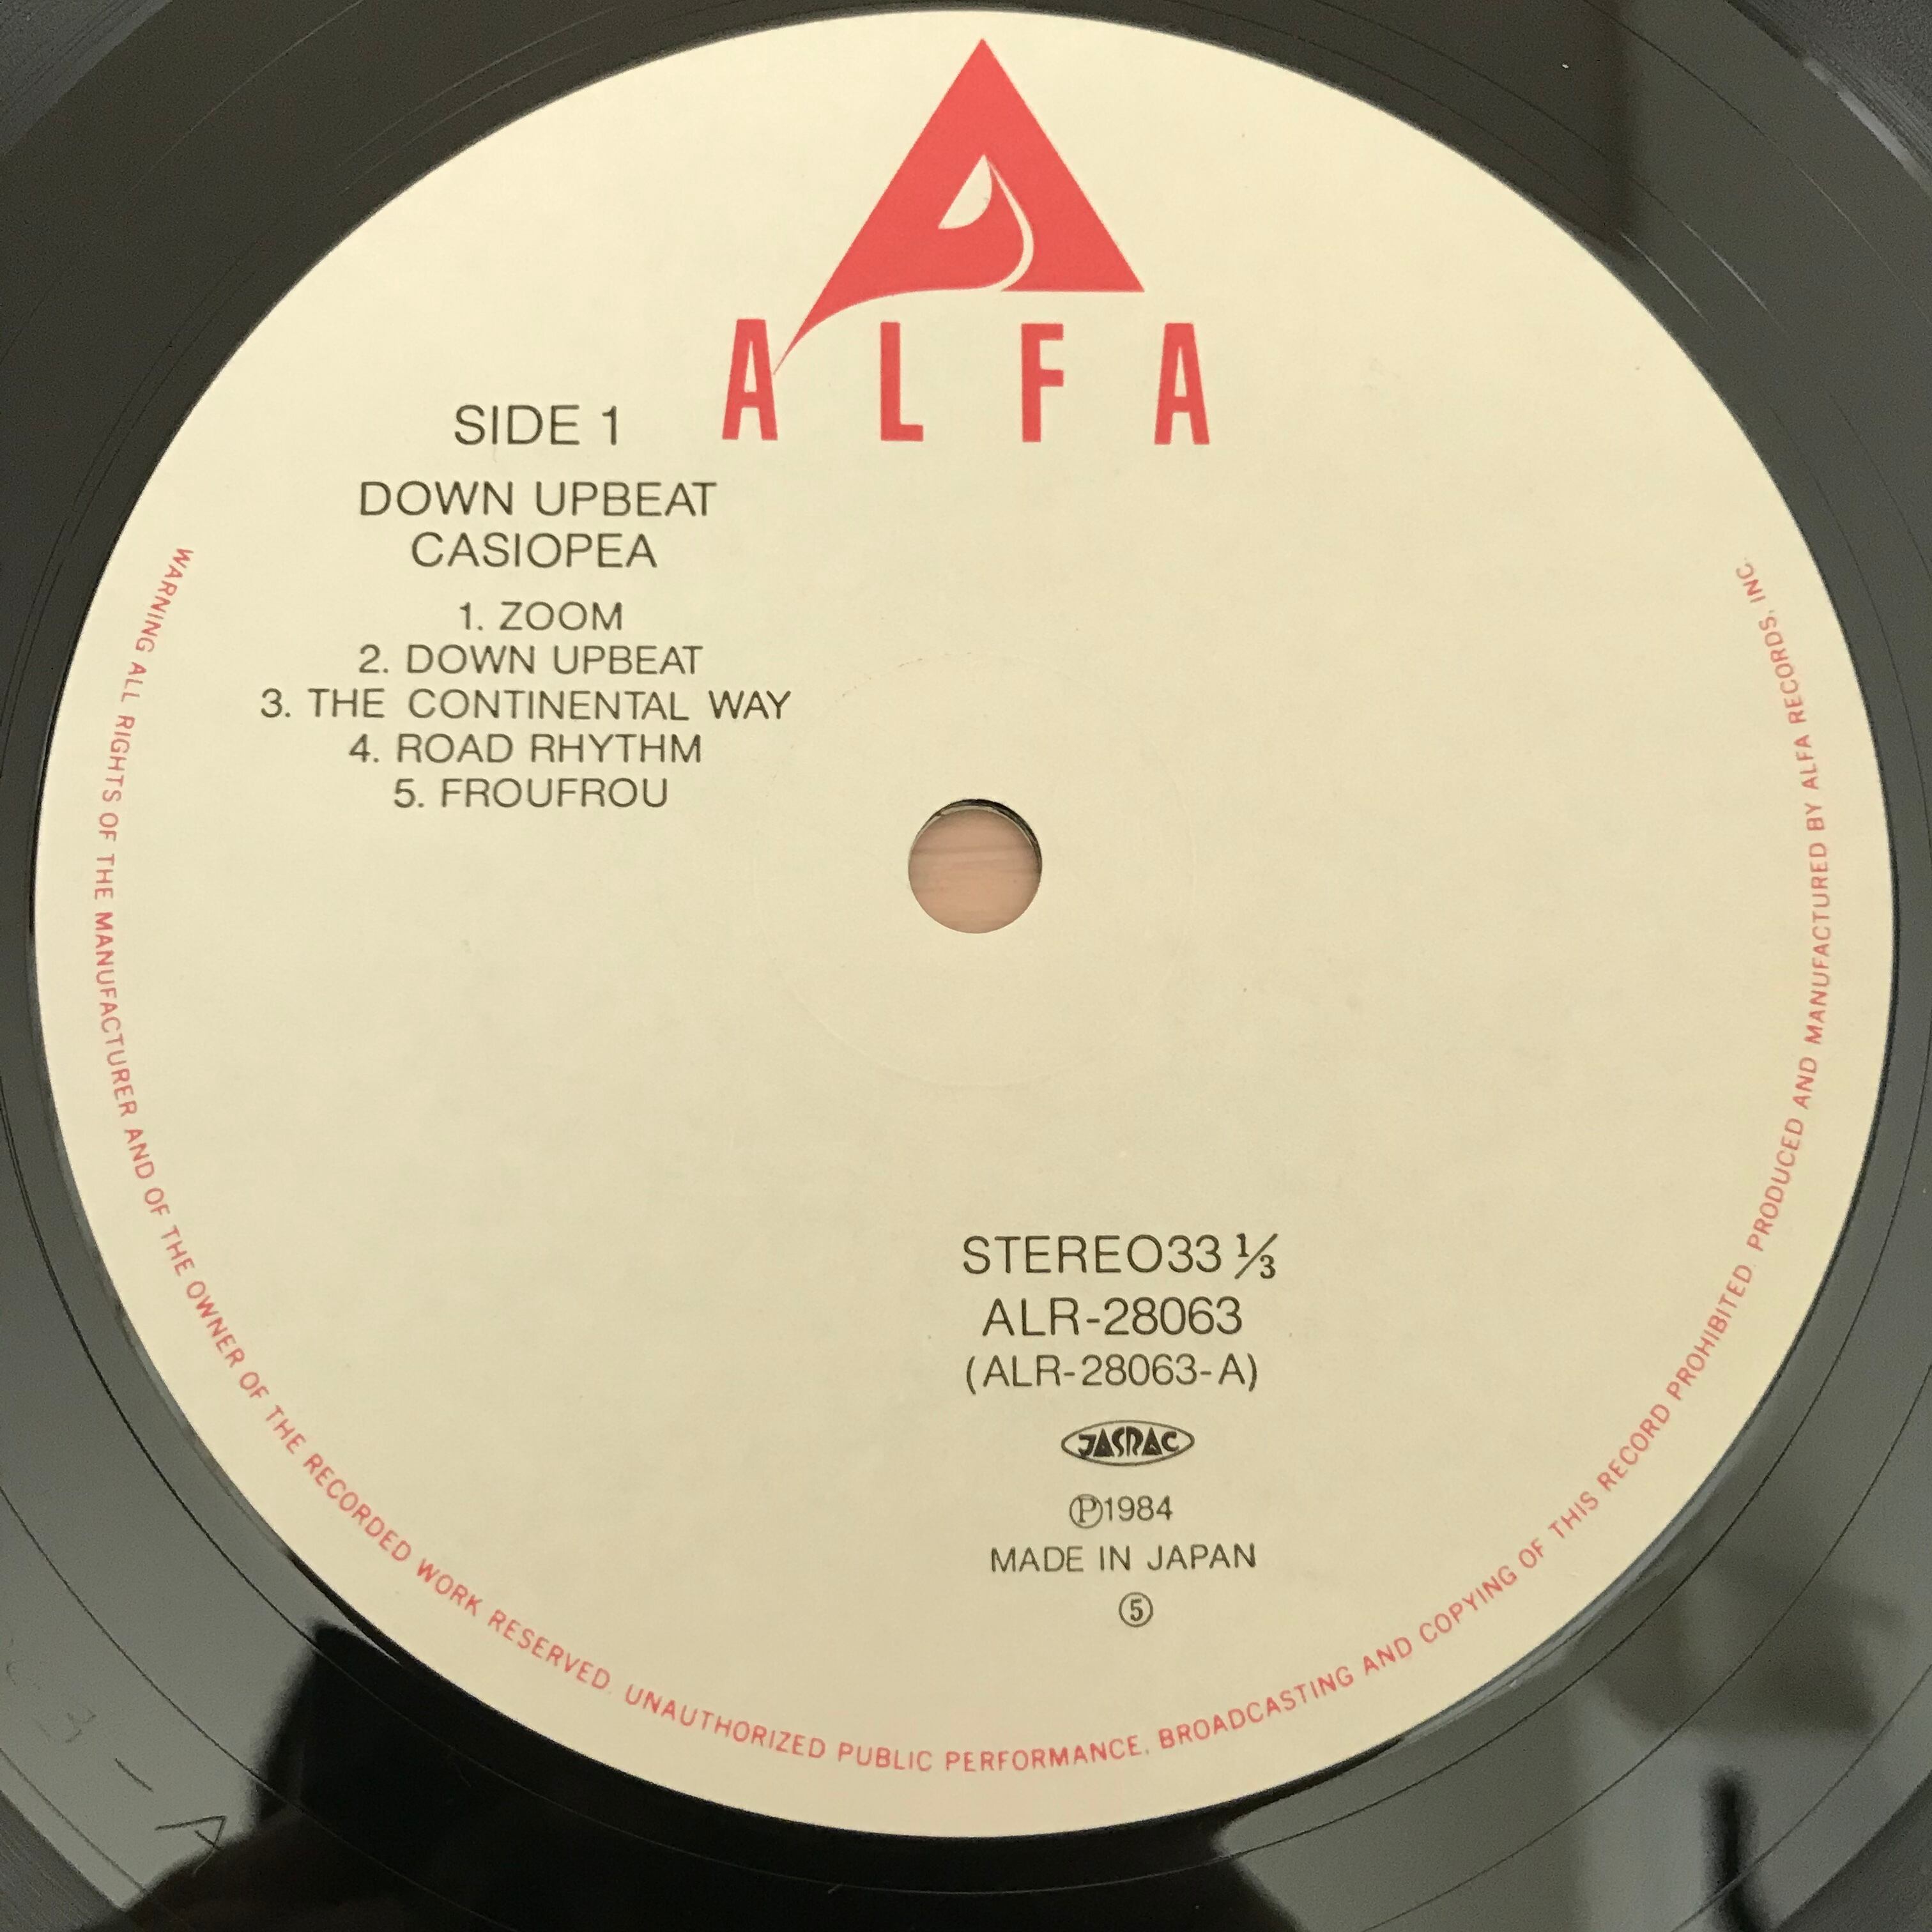 ALFA
SIDE 1
DOWN UPBEAT
CASIOPEA
1. ZOOM
2. DOWN UPBEAT
3. THE CONTINENTAL WAY
4. ROAD RHYTHM
5. FROUFROU
STEREO33 ⅓
ALR-28063
(ALR-28063-A)
JASRAC
℗1984
MADE IN JAPAN
⑤
WARNING ALL RIGHTS OF THE MANUFACTURER AND OF THE OWNER OF THE RECORDED WORK RESERVED. UNAUTHORIZED PUBLIC PERFORMANCE, BROADCASTING AND COPYING OF THIS RECORD PROHIBITED. PRODUCED AND MANUFACTURED BY ALFA RECORDS, INC.